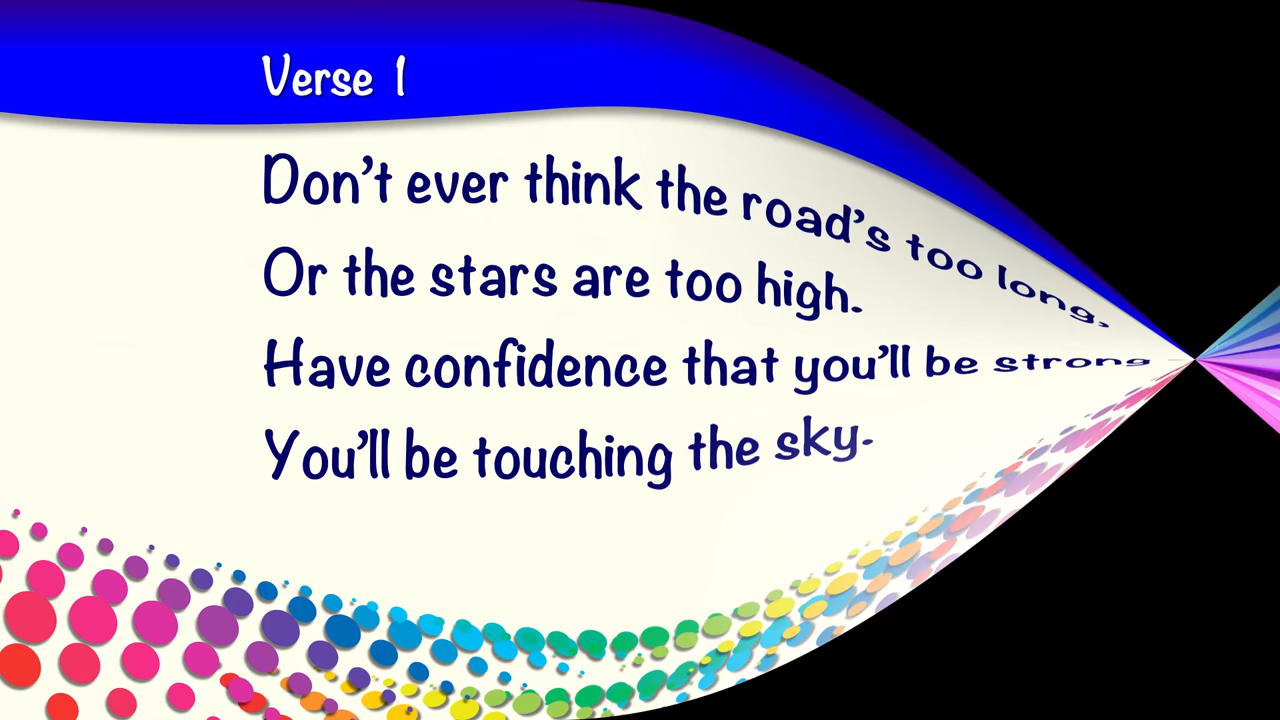 Verse 1
Don't ever think the road's too long,
Or the stars are too high.
Have confidence that you'll be strong
You'll be touching the sky.